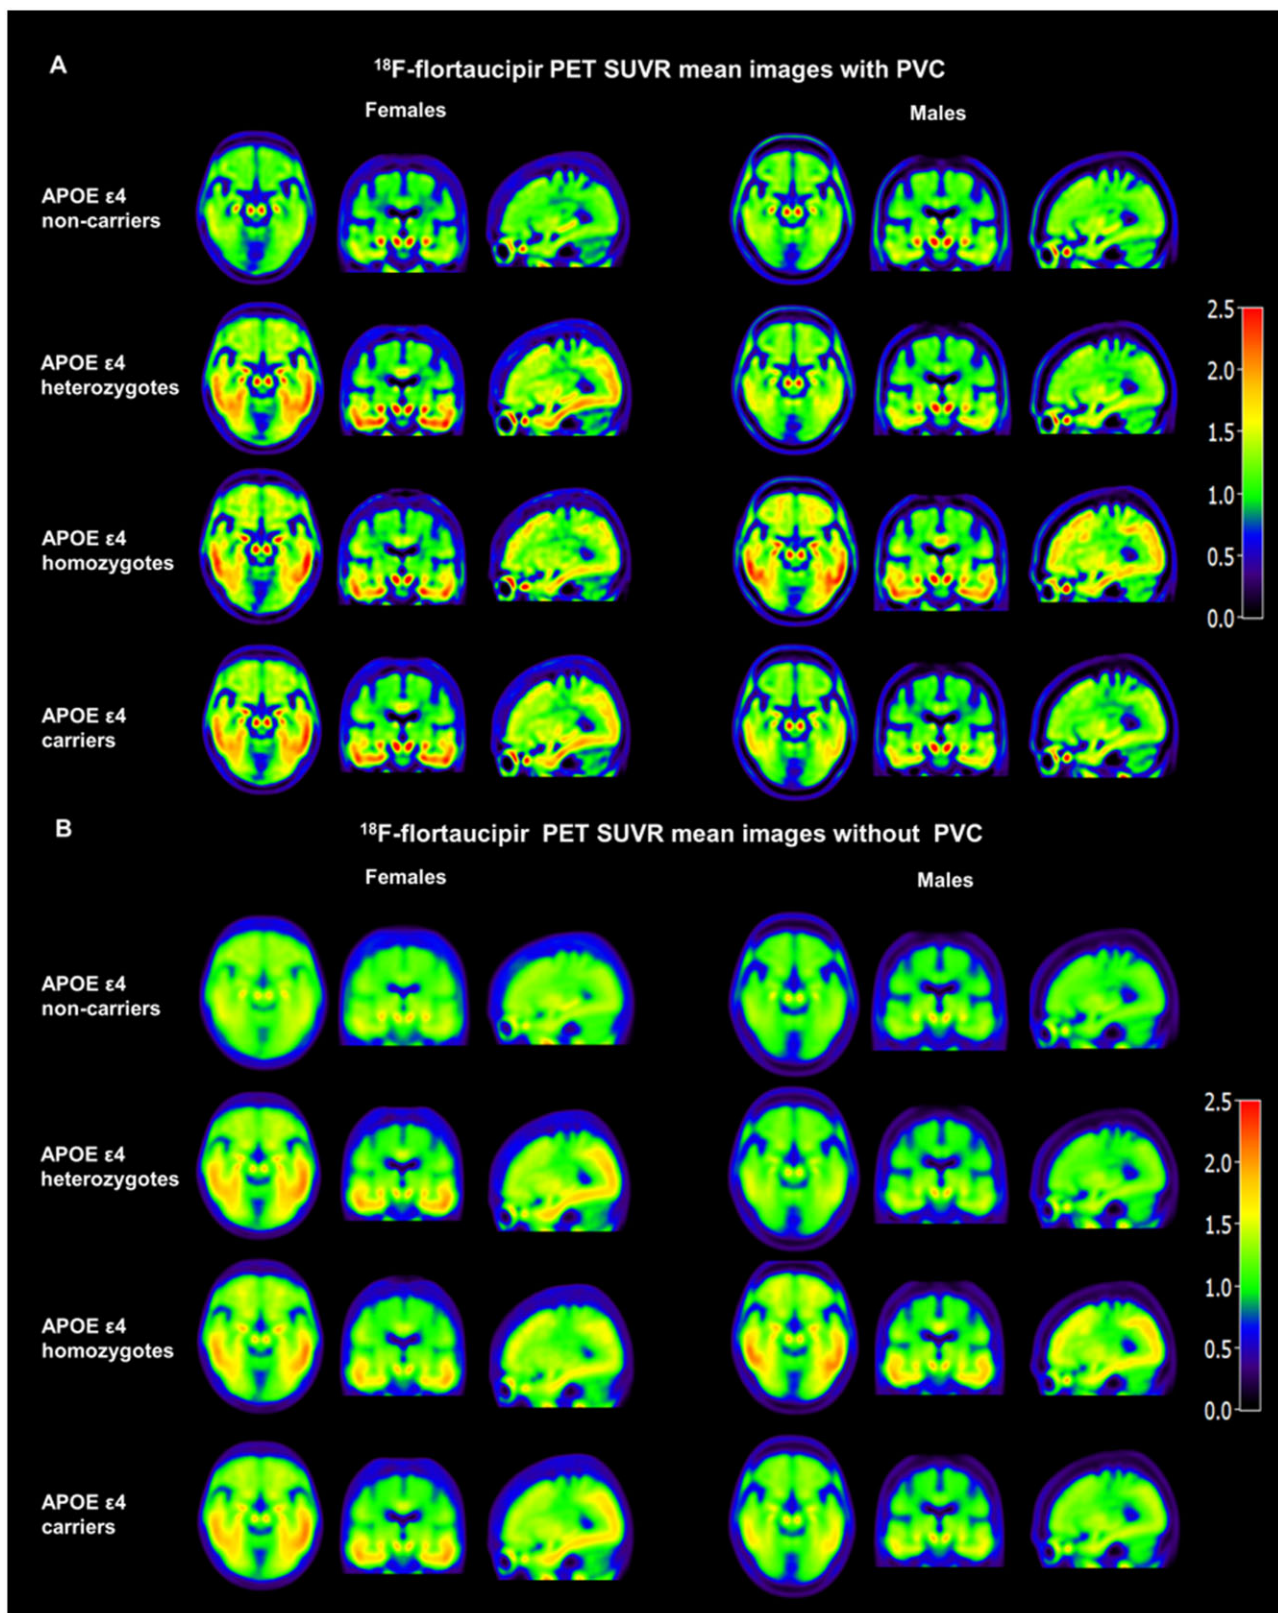 A
¹⁸F-flortaucipir PET SUVR mean images with PVC
Females
Males
APOE ε4
non-carriers
APOE ε4
heterozygotes
APOE ε4
homozygotes
APOE ε4
carriers
2.5
2.0
1.5
1.0
0.5
0.0
B
¹⁸F-flortaucipir PET SUVR mean images without PVC
Females
Males
APOE ε4
non-carriers
APOE ε4
heterozygotes
APOE ε4
homozygotes
APOE ε4
carriers
2.5
2.0
1.5
1.0
0.5
0.0